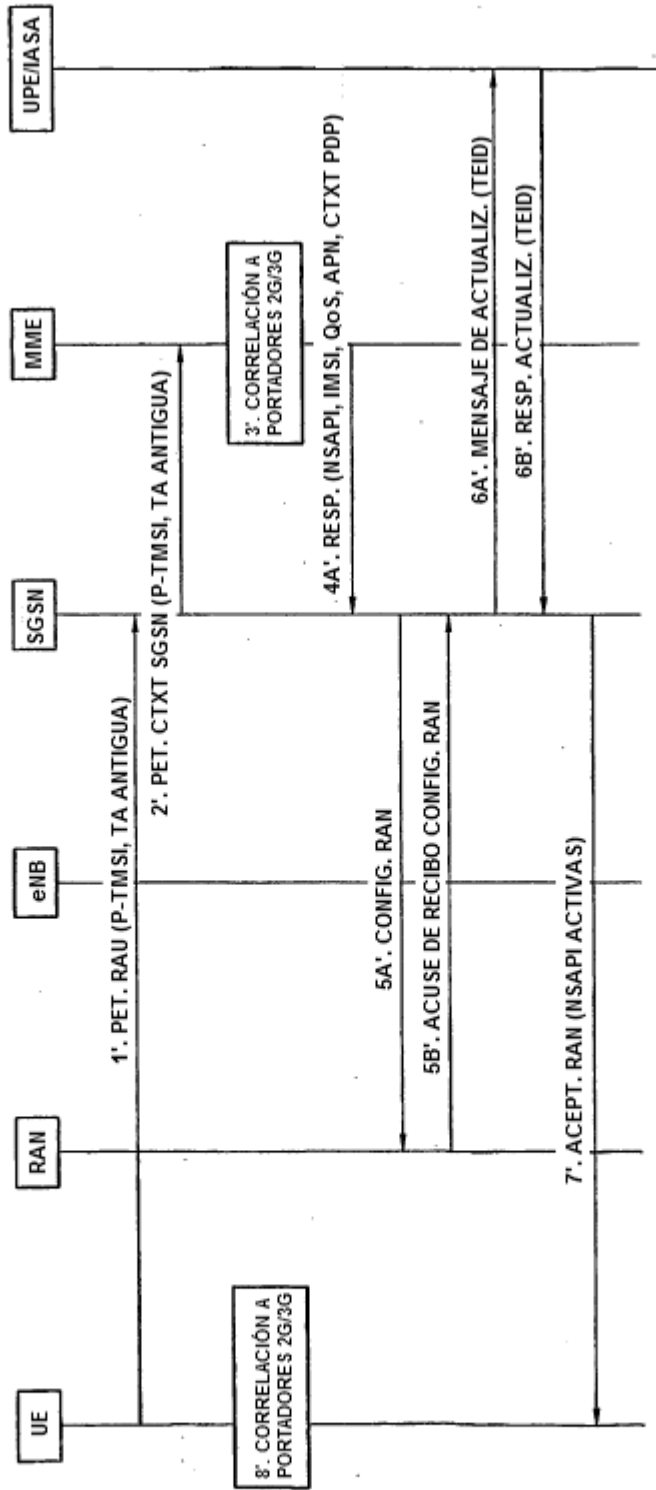 UE
RAN
eNB
SGSN
MME
UPE/IASA
1'. PET. RAU (P-TMSI, TA ANTIGUA)
2'. PET. CTXT SGSN (P-TMSI, TA ANTIGUA)
3'. CORRELACIÓN A
PORTADORES 2G/3G
4A'. RESP. (NSAPI, IMSI, QoS, APN, CTXT PDP)
5A'. CONFIG. RAN
5B'. ACUSE DE RECIBO CONFIG. RAN
6A'. MENSAJE DE ACTUALIZ. (TEID)
6B'. RESP. ACTUALIZ. (TEID)
7'. ACEPT. RAN (NSAPI ACTIVAS)
8'. CORRELACIÓN A
PORTADORES 2G/3G